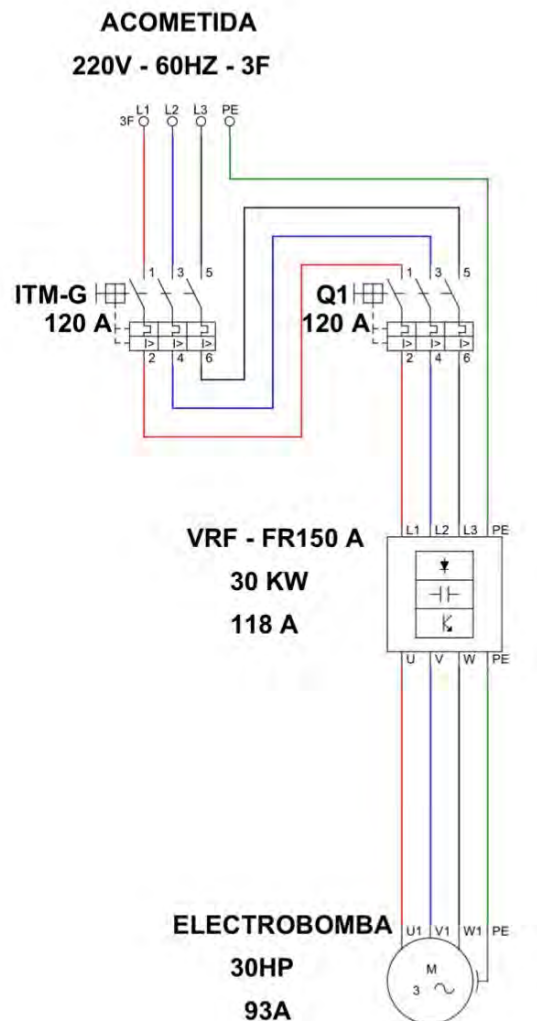 ACOMETIDA
220V - 60HZ - 3F
L1 L2 L3 PE
3F
1 3 5
ITM-G
120 A
I> I> I>
2 4 6
1 3 5
Q1
120 A
I> I> I>
2 4 6
L1 L2 L3 PE
VRF - FR150 A
30 KW
118 A
U V W PE
ELECTROBOMBA
U1 V1 W1 PE
30HP
93A
M
3